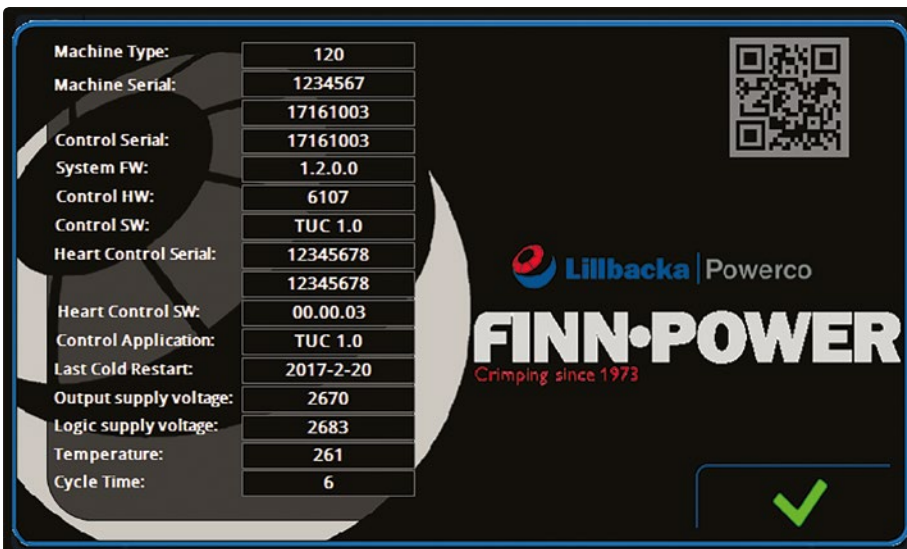 Machine Type: 120
Machine Serial: 1234567
17161003
Control Serial: 17161003
System FW: 1.2.0.0
Control HW: 6107
Control SW: TUC 1.0
Heart Control Serial: 12345678
12345678
Heart Control SW: 00.00.03
Control Application: TUC 1.0
Last Cold Restart: 2017-2-20
Output supply voltage: 2670
Logic supply voltage: 2683
Temperature: 261
Cycle Time: 6
Lillbacka Powerco
FINN•POWER
Crimping since 1973